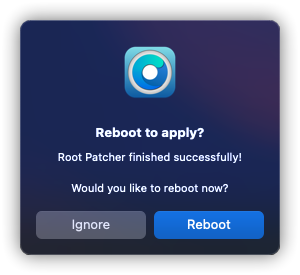 Reboot to apply?
Root Patcher finished successfully!
Would you like to reboot now?
Ignore
Reboot